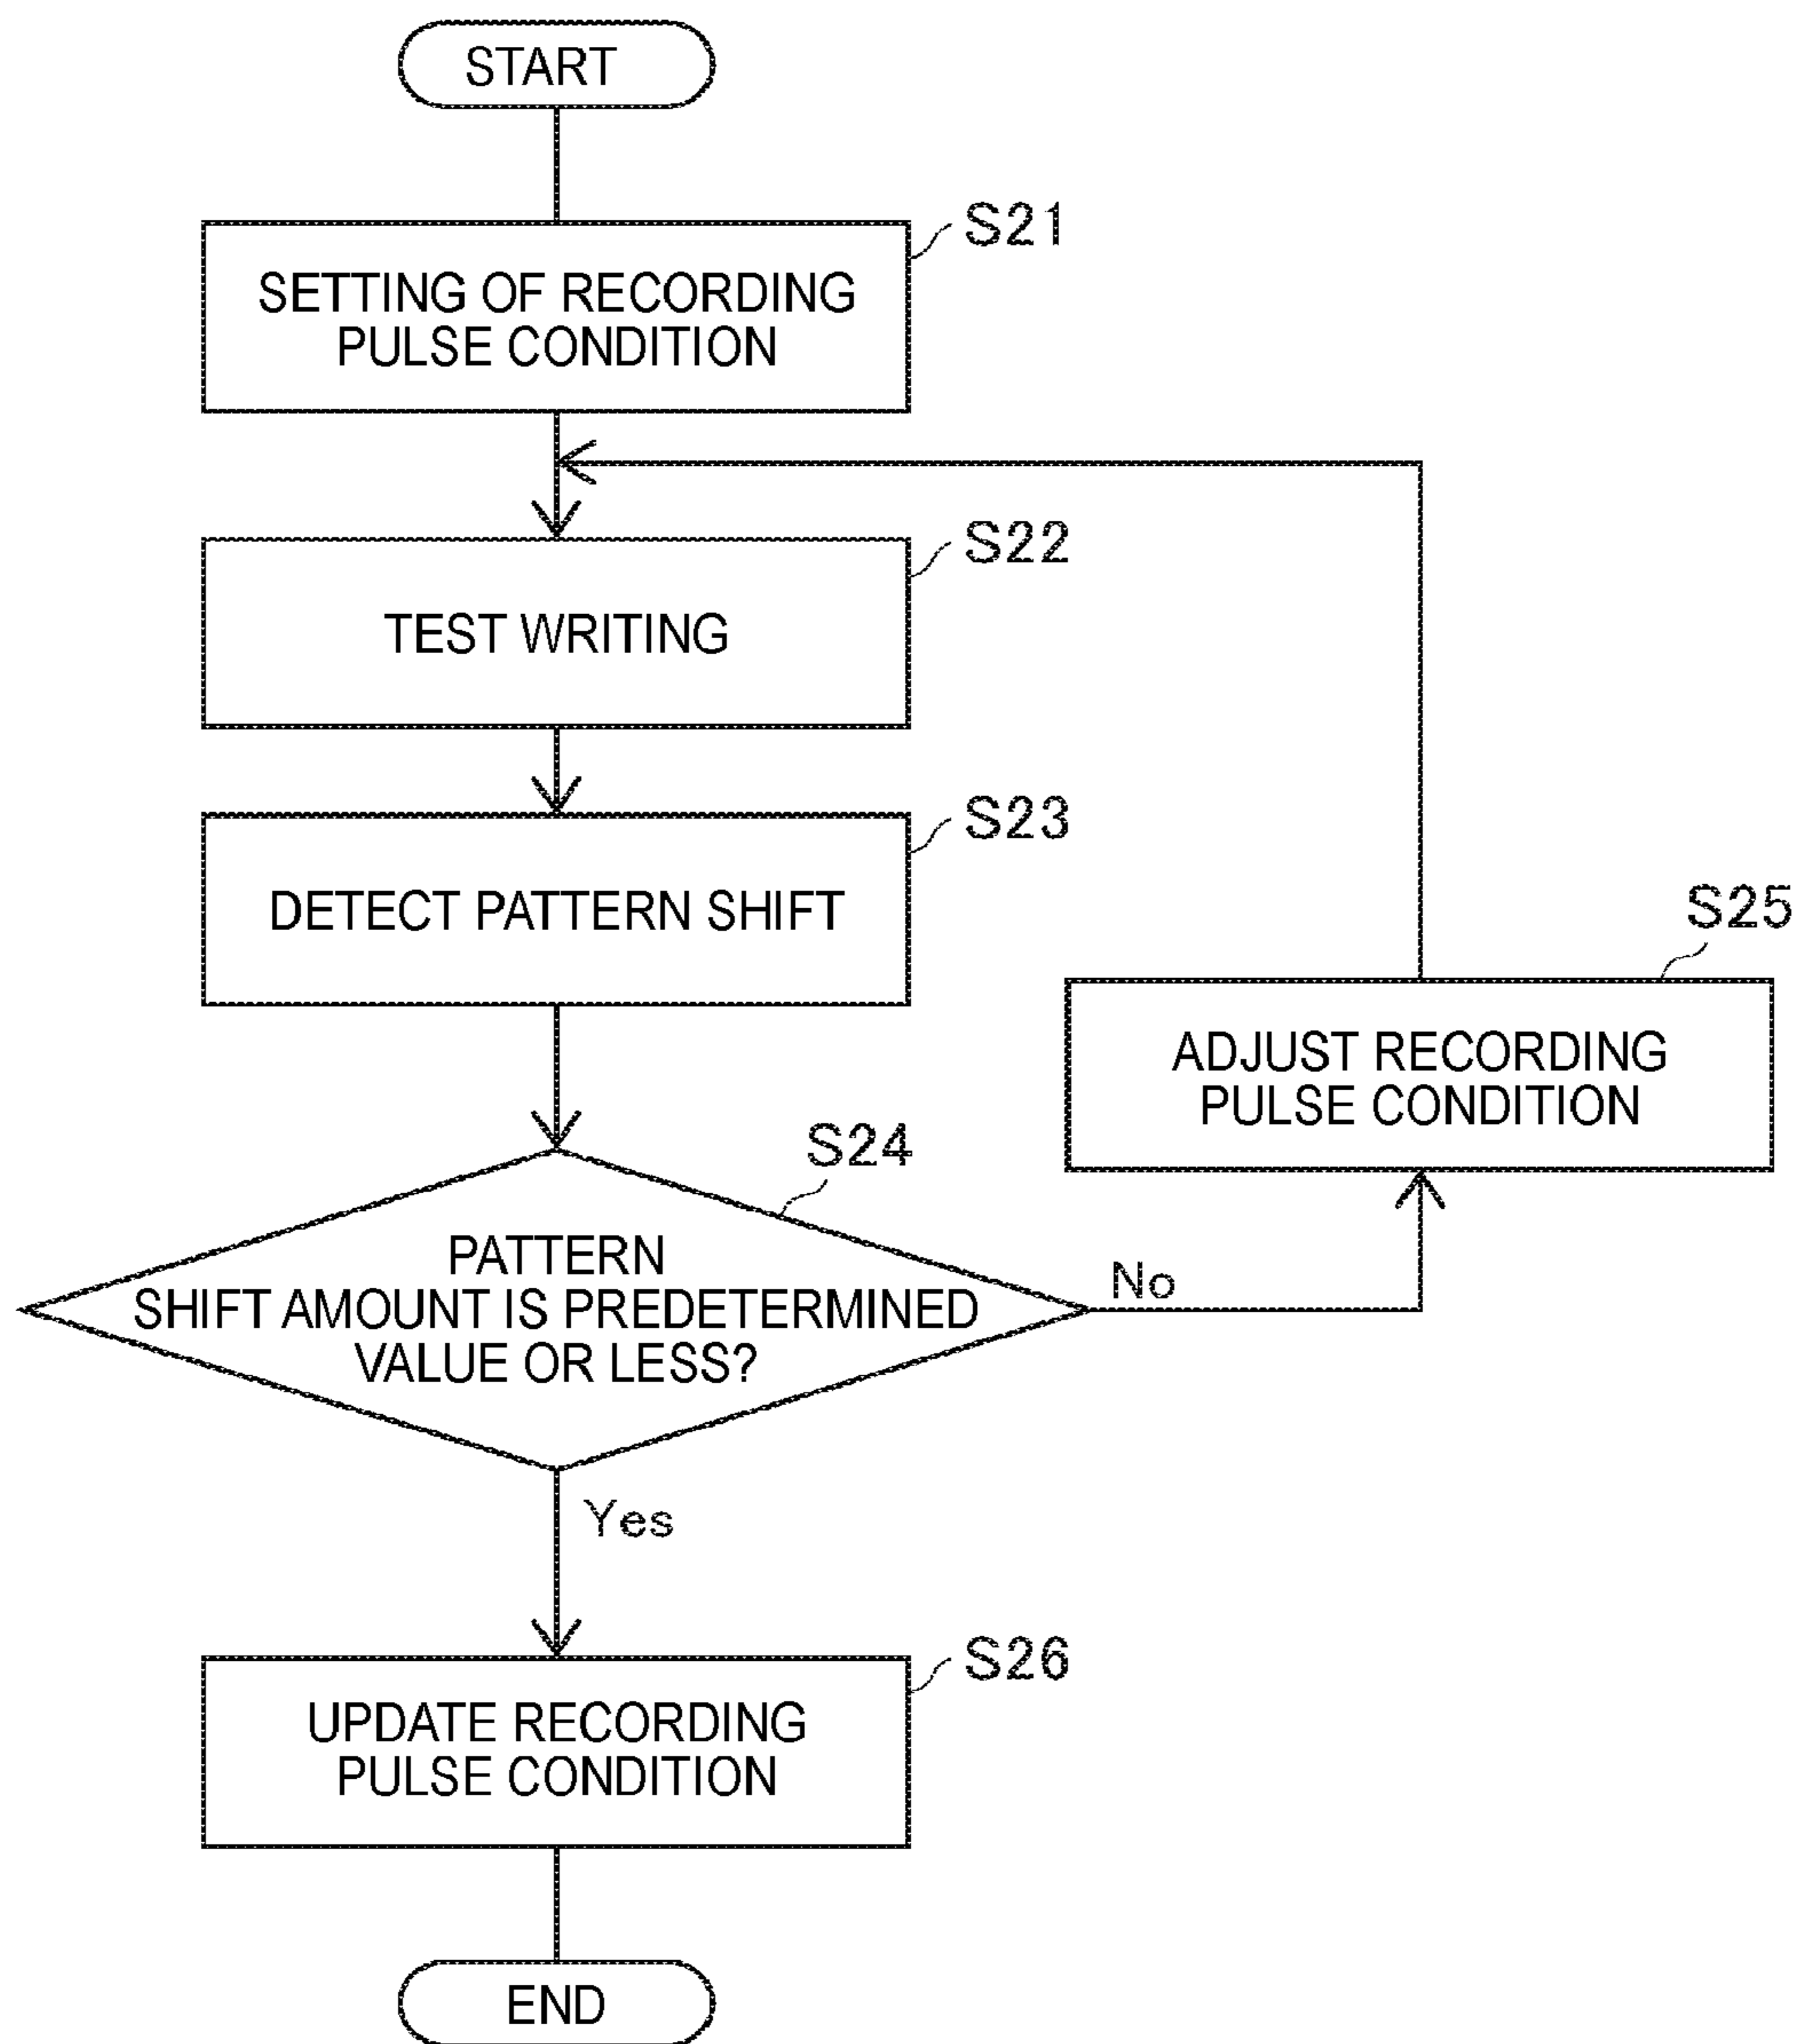 START
S21
SETTING OF RECORDING
PULSE CONDITION
S22
TEST WRITING
S23
DETECT PATTERN SHIFT
S25
ADJUST RECORDING
PULSE CONDITION
S24
PATTERN
SHIFT AMOUNT IS PREDETERMINED
VALUE OR LESS?
No
Yes
S26
UPDATE RECORDING
PULSE CONDITION
END